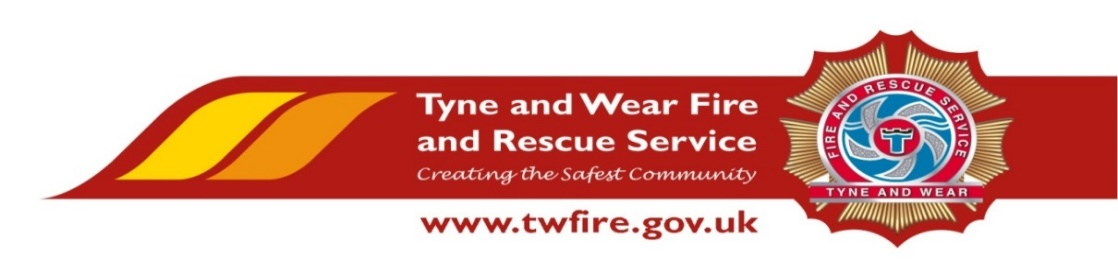 Tyne and Wear Fire
and Rescue Service
Creating the Safest Community
www.twfire.gov.uk
FIRE AND RESCUE SERVICE
T
TYNE AND WEAR